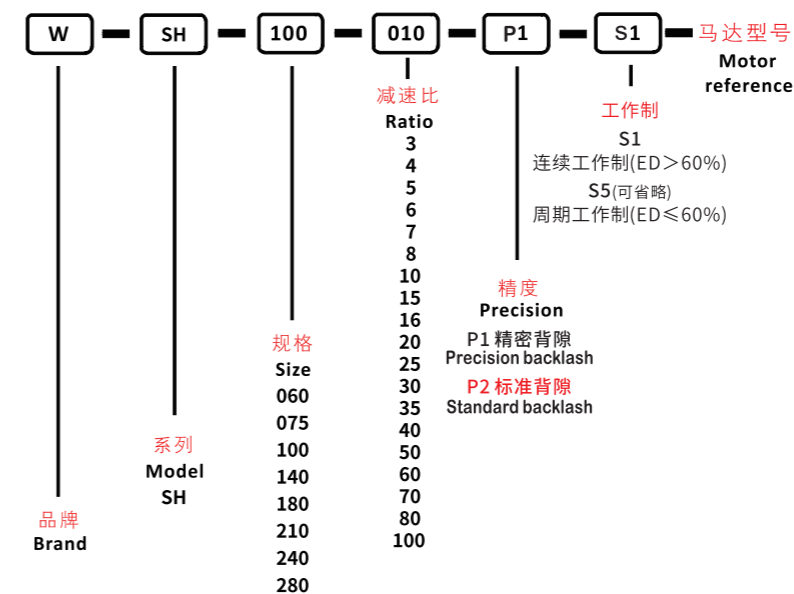 W SH 100 010 P1 S1 马达型号
Motor
reference
减速比
Ratio
3
4
5
6
7
8
10
15
16
20
25
30
35
40
50
60
70
80
100
工作制
S1
连续工作制(ED＞60%)
S5(可省略)
周期工作制(ED≤60%)
精度
Precision
P1 精密背隙
Precision backlash
P2 标准背隙
Standard backlash
规格
Size
060
075
100
140
180
210
240
280
系列
Model
SH
品牌
Brand